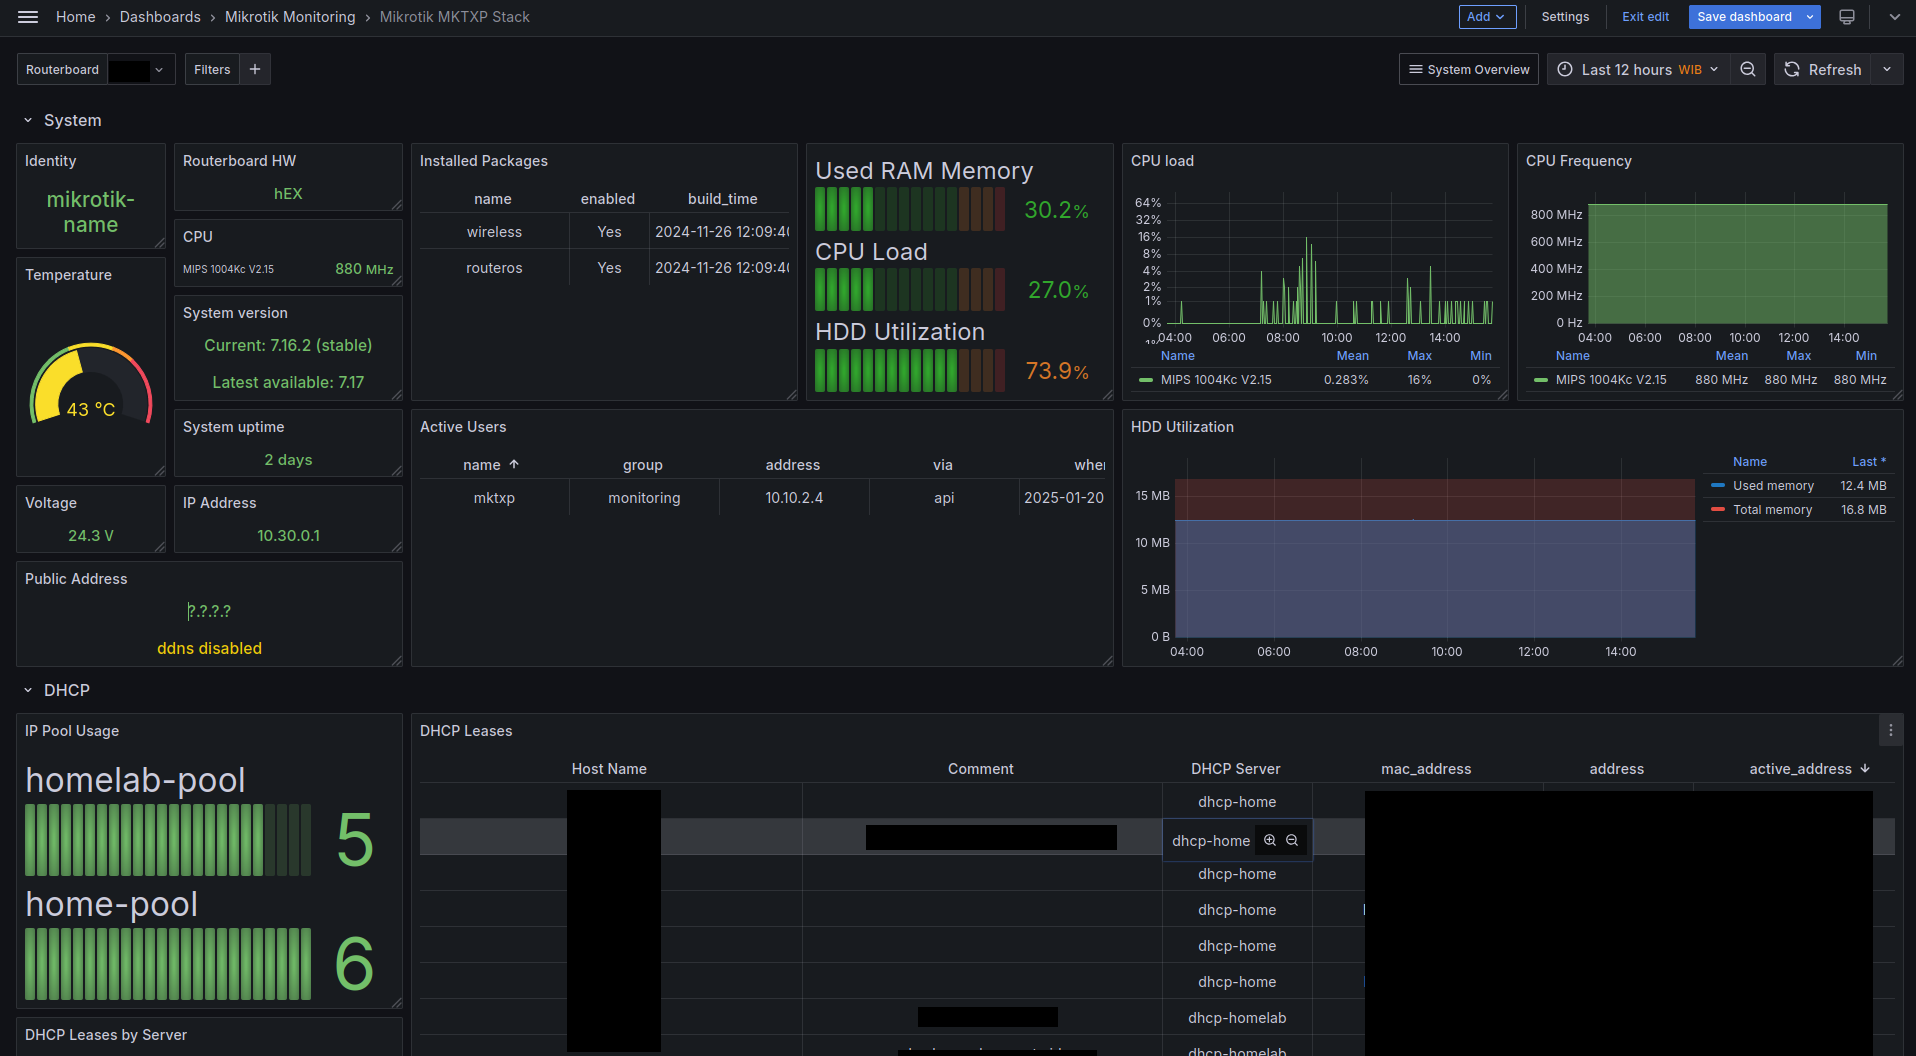 Home › Dashboards › Mikrotik Monitoring › Mikrotik MKTXP Stack
Add
Settings
Exit edit
Save dashboard
Routerboard
Filters
+
System Overview
Last 12 hours WIB
Refresh
System
Identity
mikrotik-
name
Routerboard HW
hEX
CPU
MIPS 1004Kc V2.15 880 MHz
Temperature
43 °C
System version
Current: 7.16.2 (stable)
Latest available: 7.17
System uptime
2 days
Voltage
24.3 V
IP Address
10.30.0.1
Public Address
?.?.?.?
ddns disabled
Installed Packages
name enabled build_time
wireless Yes 2024-11-26 12:09:40
routeros Yes 2024-11-26 12:09:40
Used RAM Memory
30.2%
CPU Load
27.0%
HDD Utilization
73.9%
CPU load
64%
32%
16%
8%
4%
2%
1%
0%
04:00 06:00 08:00 10:00 12:00 14:00
Name Mean Max Min
MIPS 1004Kc V2.15 0.283% 16% 0%
CPU Frequency
800 MHz
600 MHz
400 MHz
200 MHz
0 Hz
04:00 06:00 08:00 10:00 12:00 14:00
Name Mean Max Min
MIPS 1004Kc V2.15 880 MHz 880 MHz 880 MHz
Active Users
name group address via
mktxp monitoring 10.10.2.4 api 2025-01-20
HDD Utilization
15 MB
10 MB
5 MB
0 B
04:00 06:00 08:00 10:00 12:00 14:00
Name Last *
Used memory 12.4 MB
Total memory 16.8 MB
DHCP
IP Pool Usage
homelab-pool
5
home-pool
6
DHCP Leases by Server
DHCP Leases
Host Name Comment DHCP Server mac_address address active_address
dhcp-home
dhcp-home
dhcp-home
dhcp-home
dhcp-home
dhcp-home
dhcp-homelab
dhcp-homelab